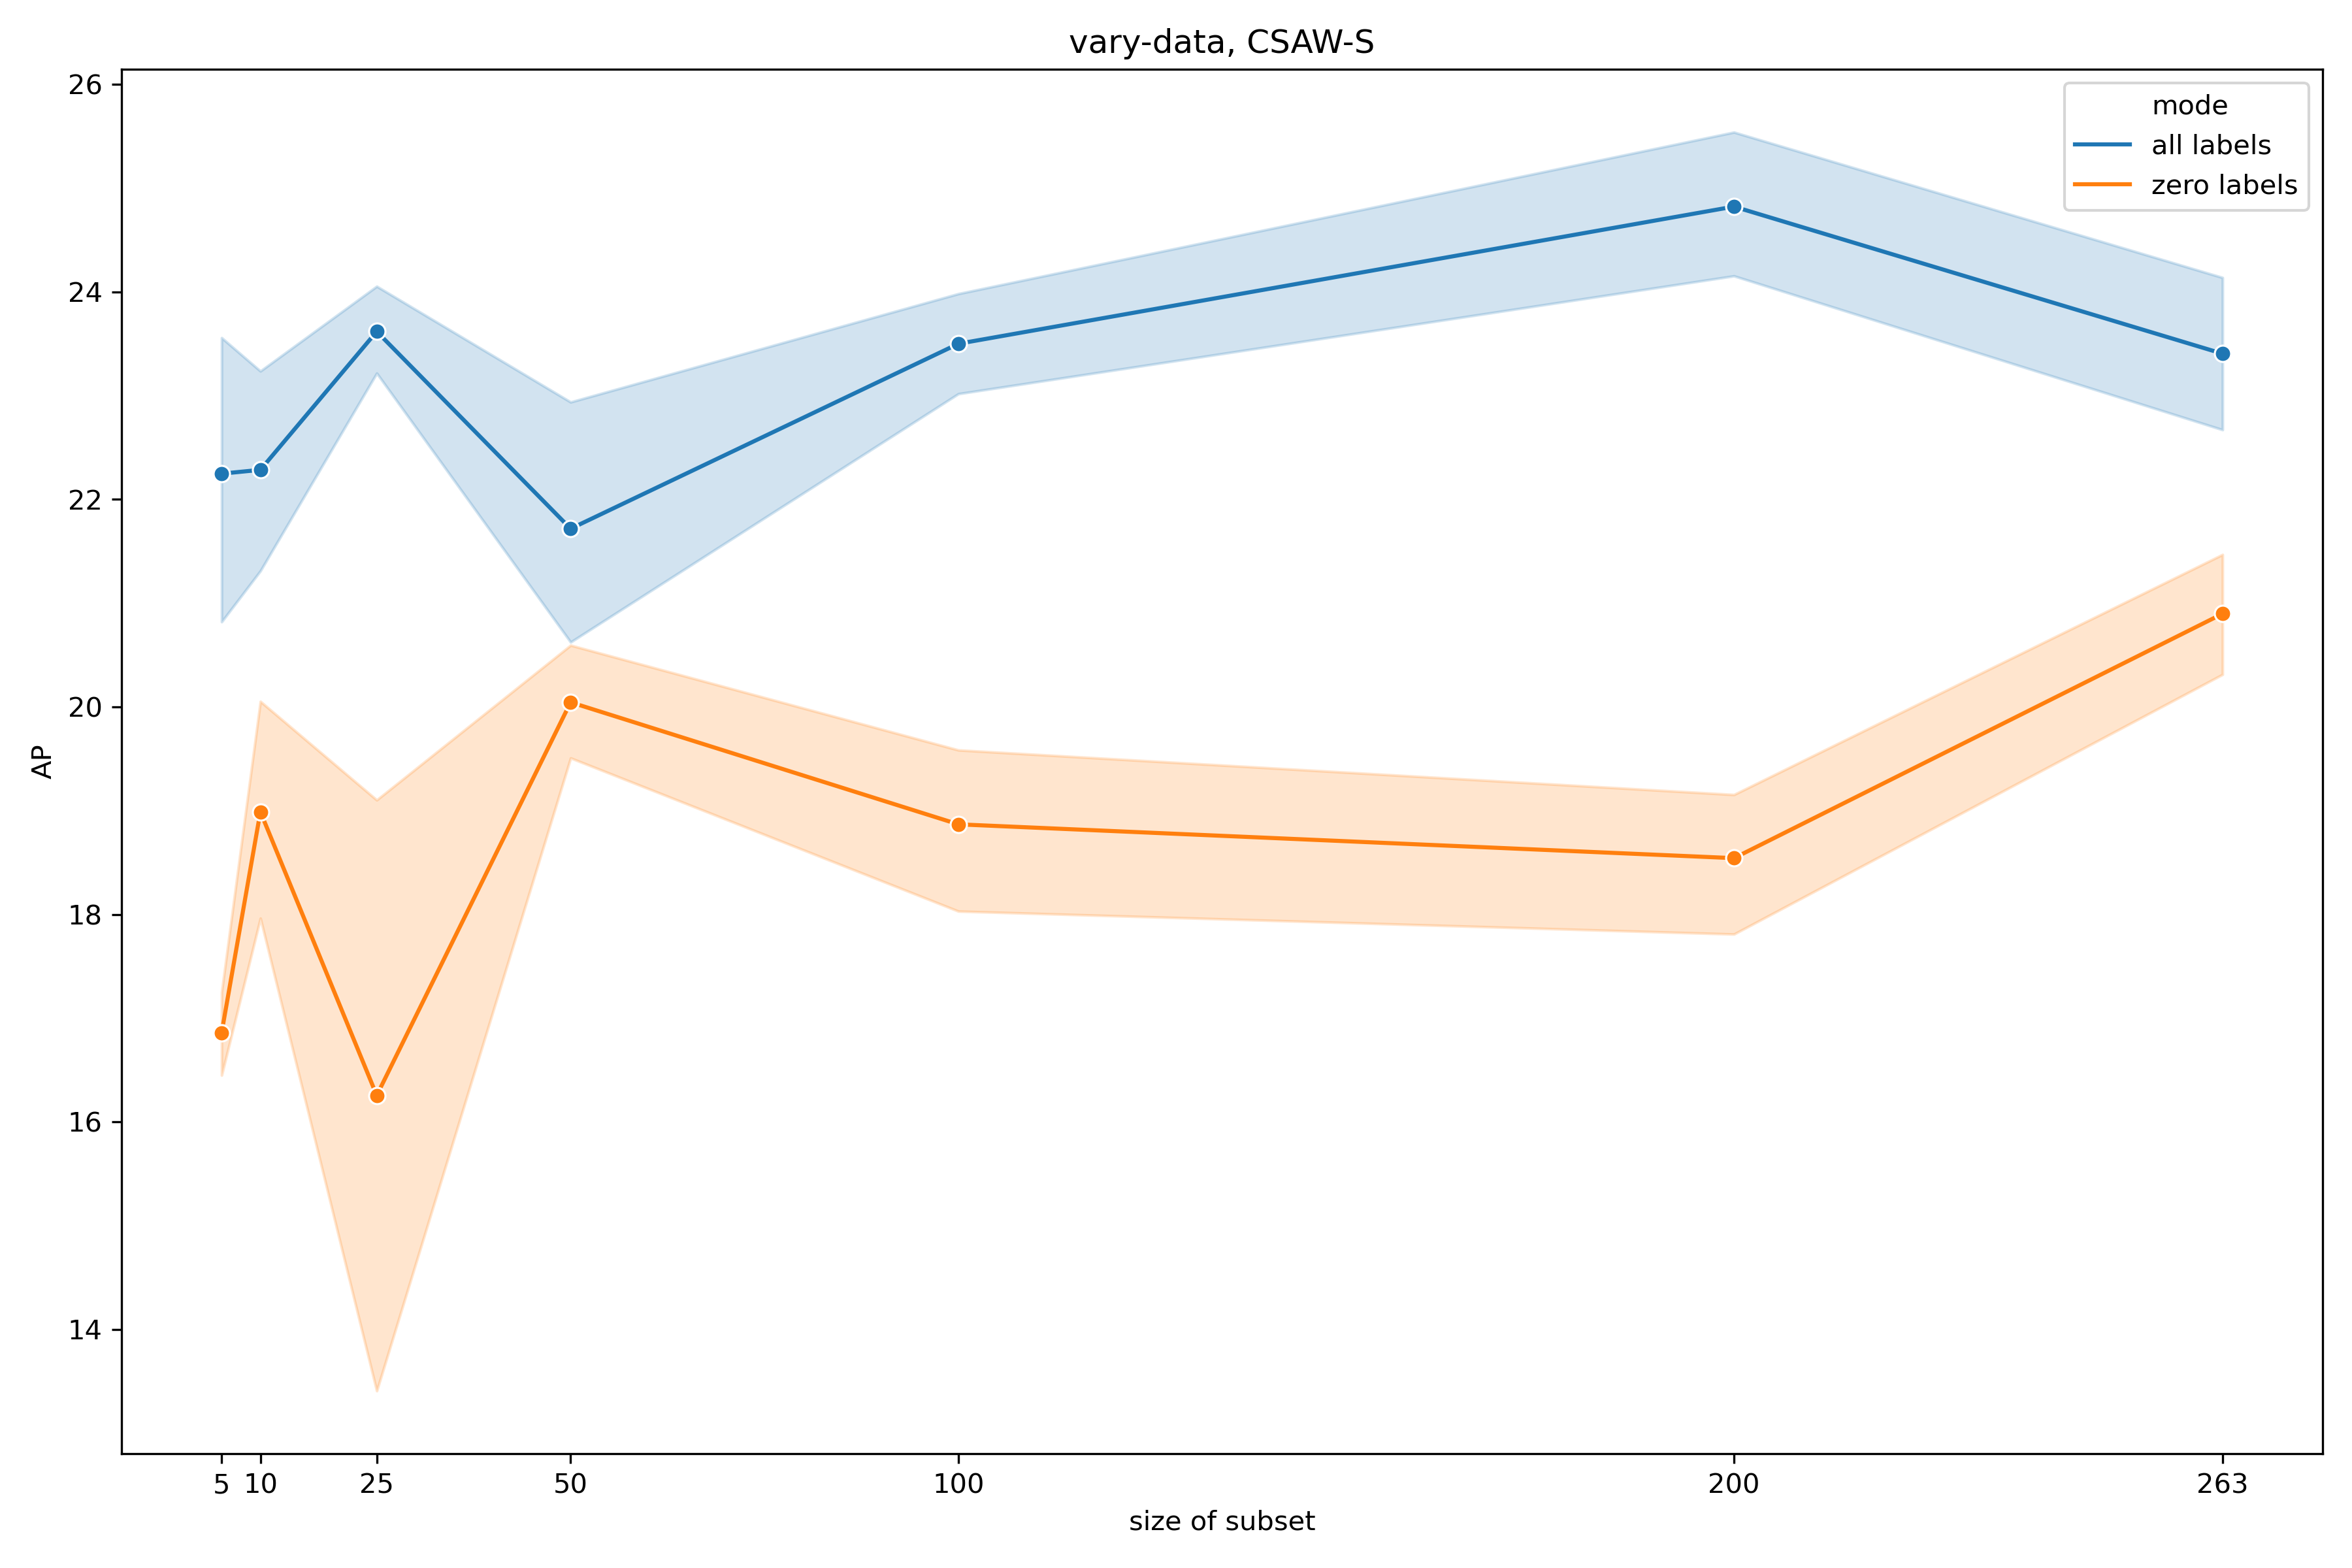 vary-data, CSAW-S
26
24
22
20
18
16
14
AP
mode
all labels
zero labels
5 10 25 50 100 200 263
size of subset